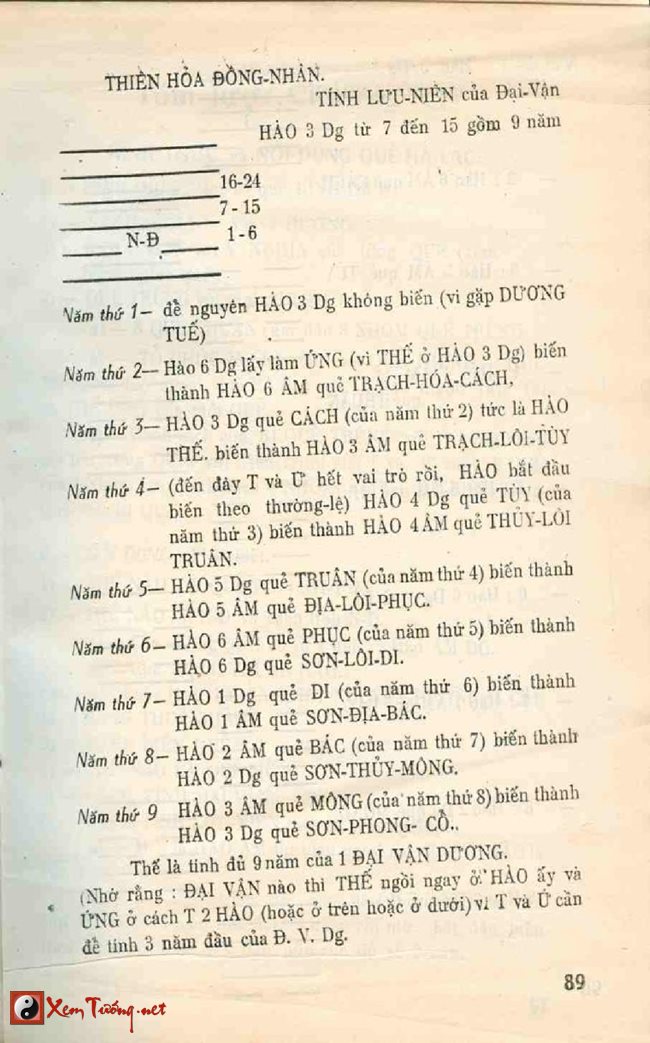 THIÊN HỎA ĐỒNG-NHÂN.
TÍNH LƯU-NIÊN của Đại-Vận
HÀO 3 Dg từ 7 đến 15 gồm 9 năm
16-24
7 - 15
N-Đ 1 - 6
Năm thứ 1— để nguyên HÀO 3 Dg không biến (vì gặp DƯƠNG
TUẾ)
Năm thứ 2— Hào 6 Dg lấy làm ỨNG (vì THẾ ở HÀO 3 Dg) biến
thành HÀO 6 ÂM quẻ TRẠCH-HÓA-CÁCH,
Năm thứ 3— HÀO 3 Dg quẻ CÁCH (của năm thứ 2) tức là HÀO
THẾ. biến thành HÀO 3 ÂM quẻ TRẠCH-LÔI-TÙY
Năm thứ 4— (đến đây T và Ư hết vai trò rồi, HÀO bắt đầu
biến theo thường-lệ) HÀO 4 Dg quẻ TÙY (của
năm thứ 3) biến thành HÀO 4 ÂM quẻ THỦY-LÔI
TRUÂN.
Năm thứ 5— HÀO 5 Dg quẻ TRUÂN (của năm thứ 4) biến thành
HÀO 5 ÂM quẻ ĐỊA-LÔI-PHỤC.
Năm thứ 6— HÀO 6 ÂM quẻ PHỤC (của năm thứ 5) biến thành
HÀO 6 Dg quẻ SƠN-LÔI-DI.
Năm thứ 7— HÀO 1 Dg quẻ DI (của năm thứ 6) biến thành
HÀO 1 ÂM quẻ SƠN-ĐỊA-BÁC.
Năm thứ 8— HÀO 2 ÂM quẻ BÁC (của năm thứ 7) biến thành
HÀO 2 Dg quẻ SƠN-THỦY-MÔNG.
Năm thứ 9 HÀO 3 ÂM quẻ MÔNG (của năm thứ 8) biến thành
HÀO 3 Dg quẻ SƠN-PHONG- CỔ..
Thế là tính đủ 9 năm của 1 ĐẠI VẬN DƯƠNG.
(Nhớ rằng : ĐẠI VẬN nào thì THẾ ngồi ngay ở HÀO ấy và
ỨNG ở cách T 2 HÀO (hoặc ở trên hoặc ở dưới) vì T và Ứ cần
để tính 3 năm đầu của Đ. V. Dg.
89
XemTướng.net